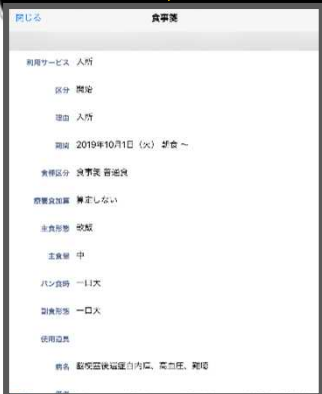 閉じる 食事箋
利用サービス 入所
区分 開始
理由 入所
期間 2019年10月1日（火）朝食 ～
食種区分 食事箋 普通食
療養食加算 算定しない
主食形態 軟飯
主食量 中
パン食時 一口大
副食形態 一口大
使用道具
病名 脳梗塞後遺症白内障、高血圧、難聴